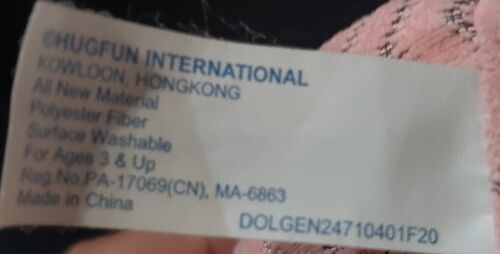 ©HUGFUN INTERNATIONAL
KOWLOON, HONGKONG
All New Material
Polyester Fiber
Surface Washable
For Ages 3 & Up
Reg.No.PA-17069(CN), MA-6863
Made in China
DOLGEN24710401F20